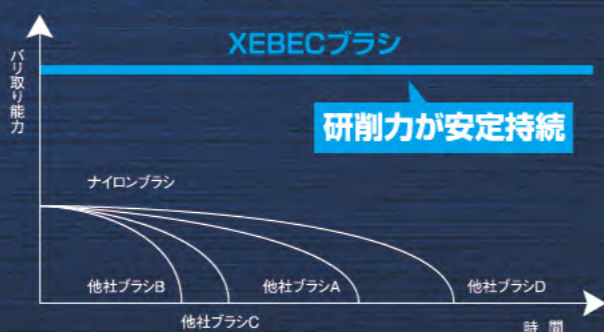 XEBECブラシ
バリ取り能力
研削力が安定持続
ナイロンブラシ
他社ブラシB
他社ブラシA
他社ブラシD
他社ブラシC
時 間